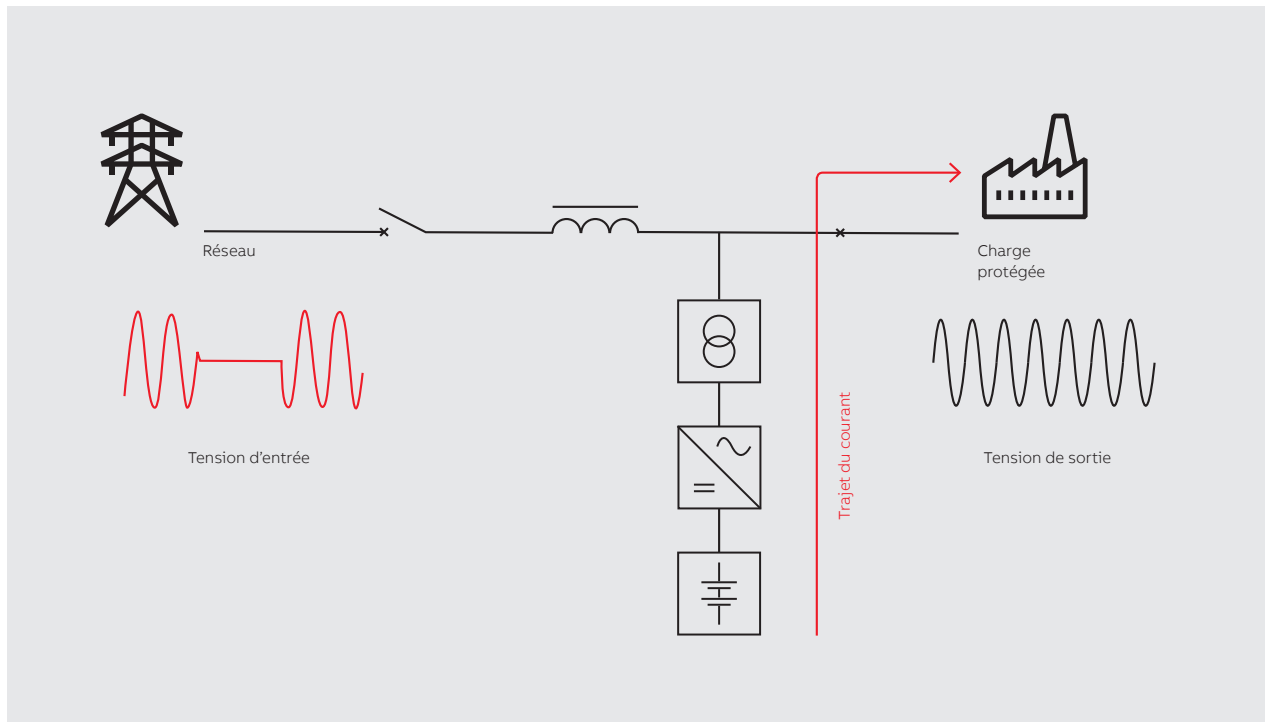 Réseau
Charge
protégée
Trajet du courant
Tension d’entrée
Tension de sortie